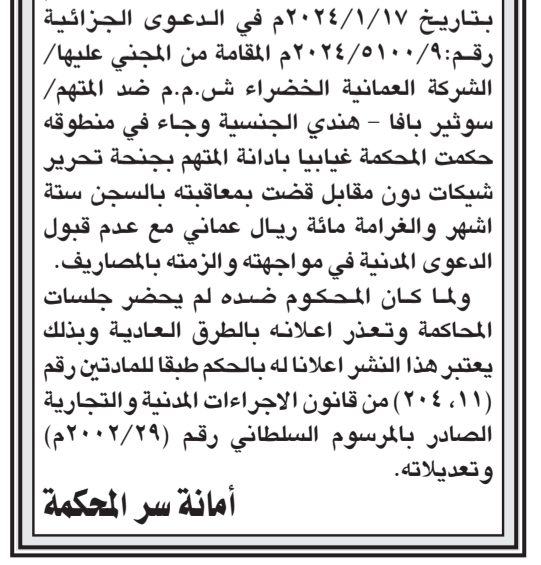 بتاريخ ٢٠٢٤/١/١٧م في الدعوى الجزائية
رقم:٢٠٢٤/٥١٠٠/٩م المقامة من المجني عليها/
الشركة العمانية الخضراء ش.م.م ضد المتهم/
سوثير بافا – هندي الجنسية وجاء في منطوقه
حكمت المحكمة غيابيا بادانة المتهم بجنحة تحرير
شيكات دون مقابل قضت بمعاقبته بالسجن ستة
اشهر والغرامة مائة ريال عماني مع عدم قبول
الدعوى المدنية في مواجهته والزمته بالمصاريف.
ولما كان المحكوم ضده لم يحضر جلسات
المحاكمة وتعذر اعلانه بالطرق العادية وبذلك
يعتبر هذا النشر اعلانا له بالحكم طبقا للمادتين رقم
(١١، ٢٠٤) من قانون الاجراءات المدنية والتجارية
الصادر بالمرسوم السلطاني رقم (٢٠٠٢/٢٩م)
وتعديلاته.
أمانة سر المحكمة